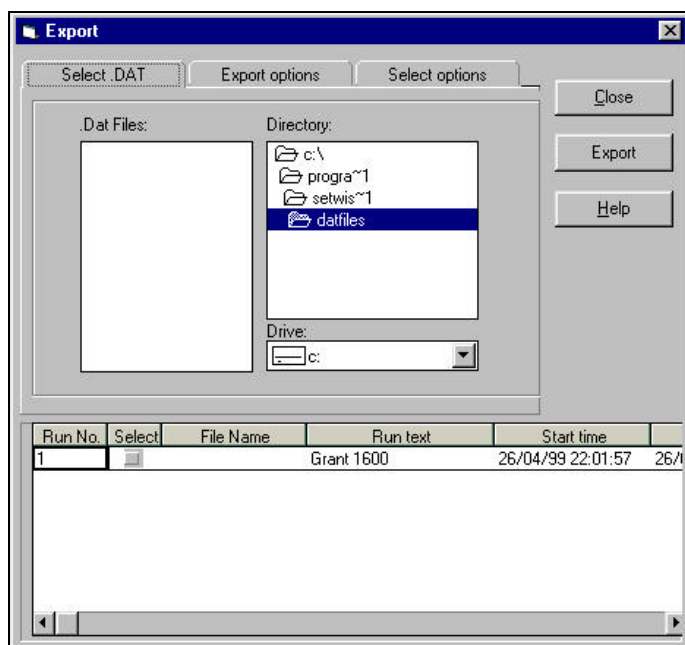 Export
Select .DAT Export options Select options
Close
Export
Help
.Dat Files: Directory:
c:\
progra~1
setwis~1
datfiles
Drive:
c:
Run No. Select File Name Run text Start time
1 Grant 1600 26/04/99 22:01:57